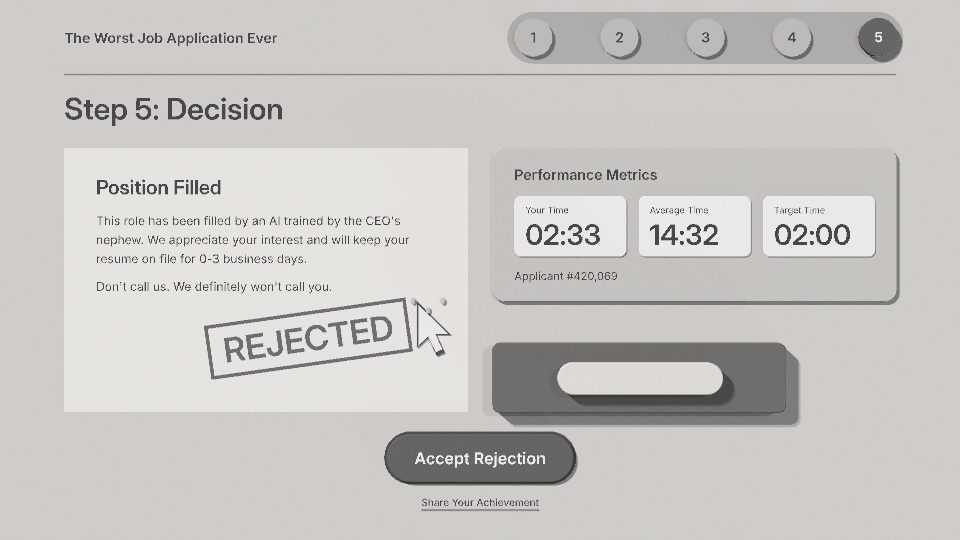 The Worst Job Application Ever
1 2 3 4 5
Step 5: Decision
Position Filled
This role has been filled by an AI trained by the CEO's
nephew. We appreciate your interest and will keep your
resume on file for 0-3 business days.
Don't call us. We definitely won't call you.
REJECTED
Performance Metrics
Your Time
02:33
Average Time
14:32
Target Time
02:00
Applicant #420,069
Accept Rejection
Share Your Achievement